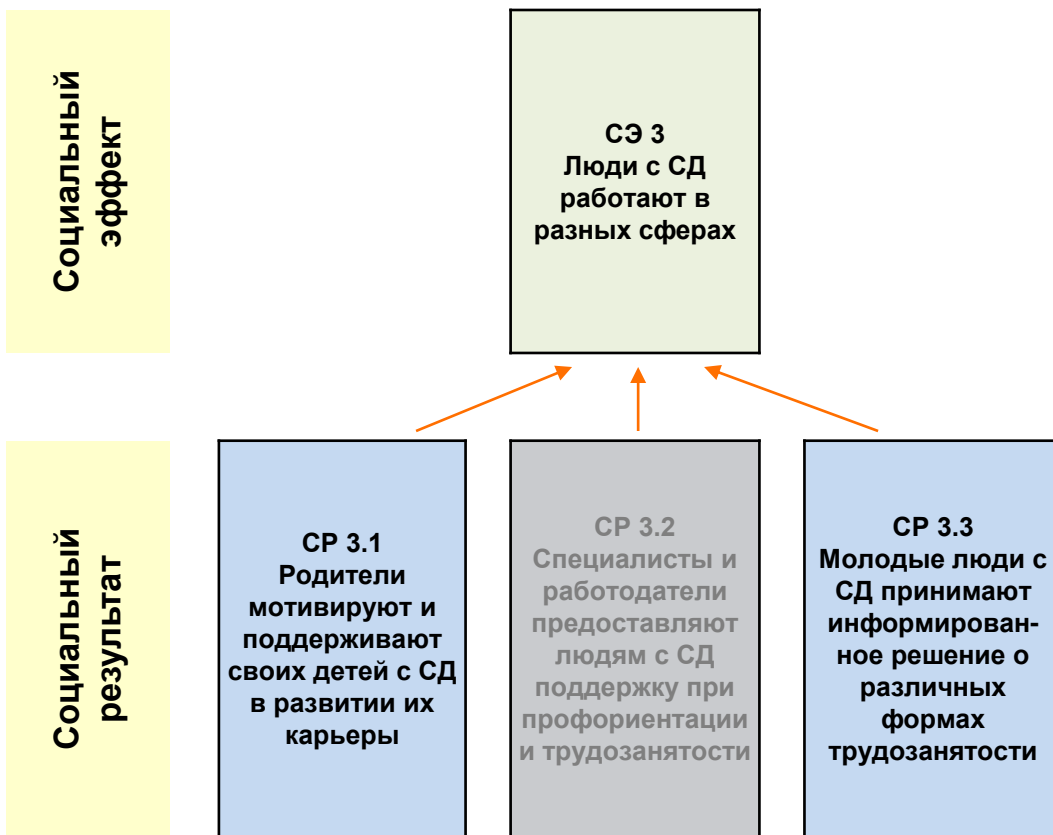 Социальный
эффект
СЭ 3
Люди с СД
работают в
разных сферах
Социальный
результат
СР 3.1
Родители
мотивируют и
поддерживают
своих детей с СД
в развитии их
карьеры
СР 3.2
Специалисты и
работодатели
предоставляют
людям с СД
поддержку при
профориентации
и трудозанятости
СР 3.3
Молодые люди с
СД принимают
информирован-
ное решение о
различных
формах
трудозанятости